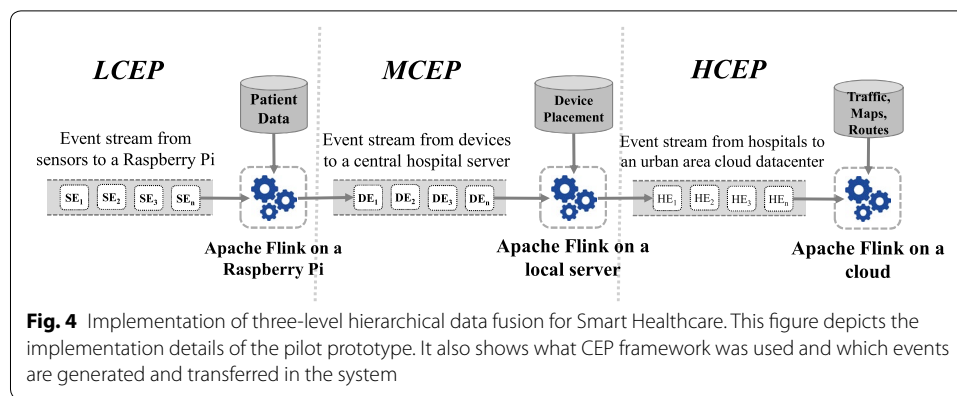 LCEP
MCEP
HCEP
Patient
Data
Device
Placement
Traffic,
Maps,
Routes
Event stream from
sensors to a Raspberry Pi
Event stream from devices
to a central hospital server
Event stream from hospitals to
an urban area cloud datacenter
SE1 SE2 SE3 SEn
DE1 DE2 DE3 DEn
HE1 HE2 HE3 HEn
Apache Flink on a
Raspberry Pi
Apache Flink on a
local server
Apache Flink on a
cloud
Fig. 4 Implementation of three-level hierarchical data fusion for Smart Healthcare. This figure depicts the
implementation details of the pilot prototype. It also shows what CEP framework was used and which events
are generated and transferred in the system